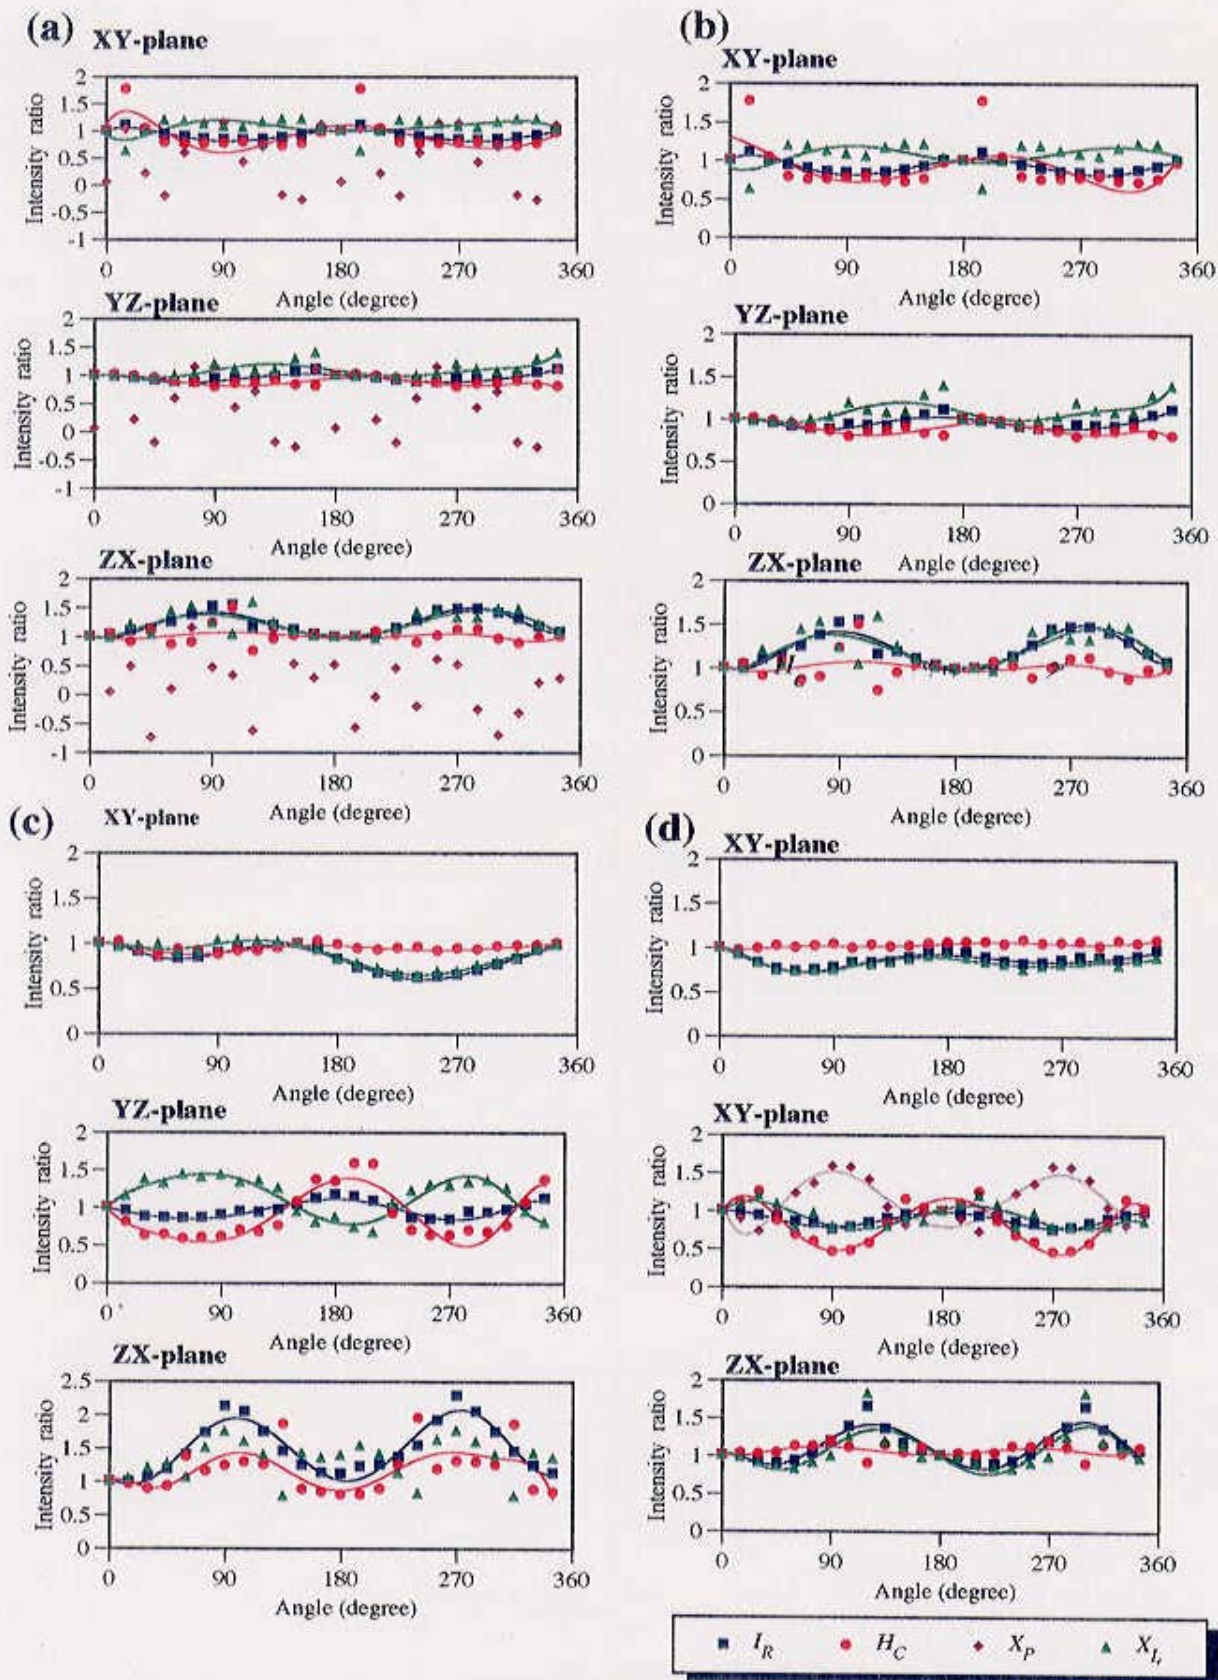 (a) XY-plane
Intensity ratio
2
1.5
1
0.5
0
-0.5
-1
0 90 180 270 360
Angle (degree)
YZ-plane
Intensity ratio
2
1.5
1
0.5
0
-0.5
-1
0 90 180 270 360
Angle (degree)
ZX-plane
Intensity ratio
2
1.5
1
0.5
0
-0.5
-1
0 90 180 270 360
Angle (degree)
(b)
XY-plane
Intensity ratio
2
1.5
1
0.5
0
0 90 180 270 360
Angle (degree)
YZ-plane
Intensity ratio
2
1.5
1
0.5
0
0 90 180 270 360
ZX-plane Angle (degree)
Intensity ratio
2
1.5
1
0.5
0
0 90 180 270 360
Angle (degree)
(c) XY-plane
Intensity ratio
2
1.5
1
0.5
0
0 90 180 270 360
Angle (degree)
YZ-plane
Intensity ratio
2
1.5
1
0.5
0
0 90 180 270 360
Angle (degree)
ZX-plane
Intensity ratio
2.5
2
1.5
1
0.5
0
0 90 180 270 360
Angle (degree)
(d)
XY-plane
Intensity ratio
2
1.5
1
0.5
0
0 90 180 270 360
Angle (degree)
XY-plane
Intensity ratio
2
1.5
1
0.5
0
0 90 180 270 360
Angle (degree)
ZX-plane
Intensity ratio
2
1.5
1
0.5
0
0 90 180 270 360
Angle (degree)
I_R H_C X_P X_L